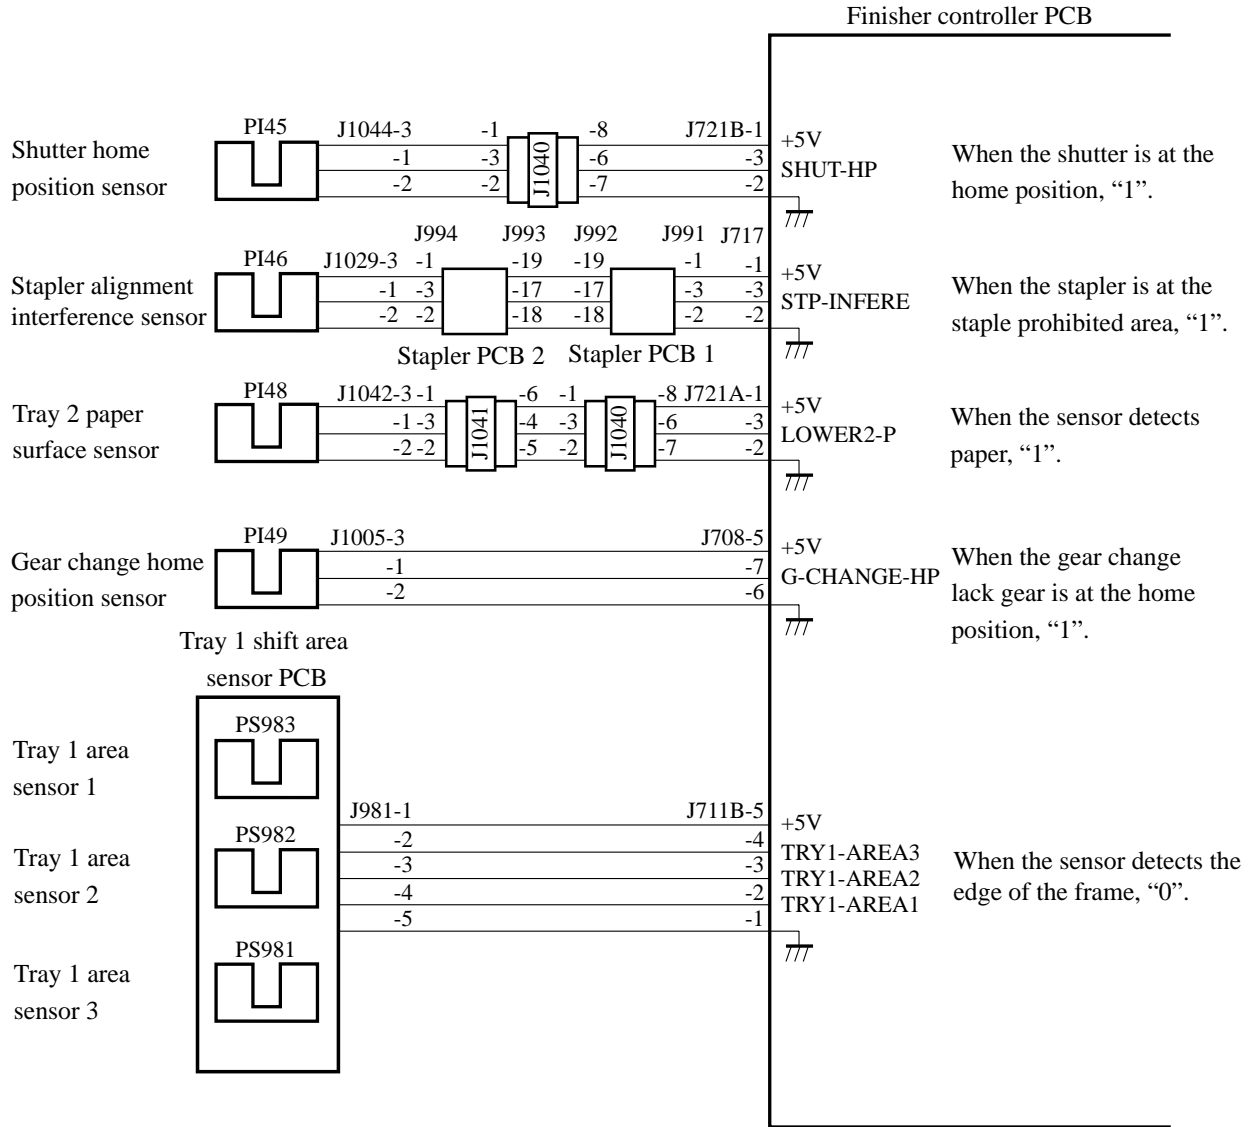 Finisher controller PCB
Shutter home
position sensor
PI45
J1044-3 -1 -8 J721B-1
-1 -3 -6 -3
-2 -2 -7 -2
J1040
+5V
SHUT-HP
When the shutter is at the
home position, “1”.
J994 J993 J992 J991 J717
Stapler alignment
interference sensor
PI46
J1029-3 -1 -19 -19 -1 -1
-1 -3 -17 -17 -3 -3
-2 -2 -18 -18 -2 -2
+5V
STP-INFERE
When the stapler is at the
staple prohibited area, “1”.
Stapler PCB 2 Stapler PCB 1
Tray 2 paper
surface sensor
PI48
J1042-3 -1 -6 -1 -8 J721A-1
-1 -3 -4 -3 -6 -3
-2 -2 -5 -2 -7 -2
J1041
J1040
+5V
LOWER2-P
When the sensor detects
paper, “1”.
Gear change home
position sensor
PI49
J1005-3 J708-5
-1 -7
-2 -6
+5V
G-CHANGE-HP
When the gear change
lack gear is at the home
position, “1”.
Tray 1 shift area
sensor PCB
Tray 1 area
sensor 1
PS983
Tray 1 area
sensor 2
PS982
Tray 1 area
sensor 3
PS981
J981-1 J711B-5
-2 -4
-3 -3
-4 -2
-5 -1
+5V
TRY1-AREA3
TRY1-AREA2
TRY1-AREA1
When the sensor detects the
edge of the frame, “0”.